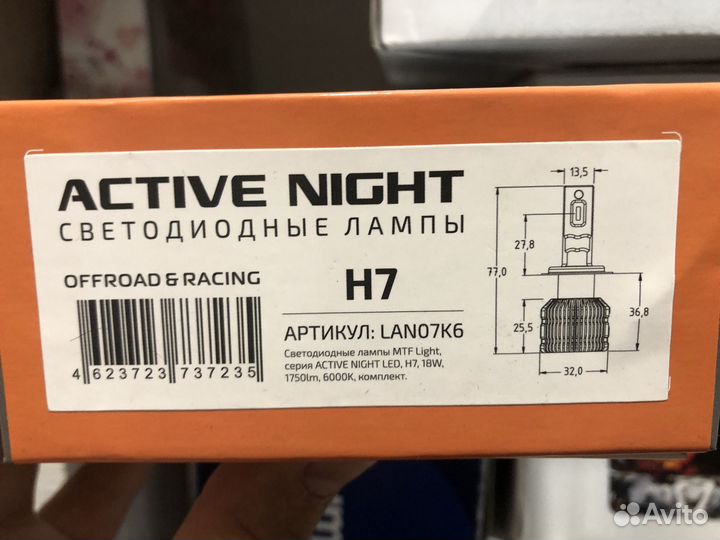 ACTIVE NIGHT
СВЕТОДИОДНЫЕ ЛАМПЫ
OFFROAD & RACING
H7
АРТИКУЛ: LAN07K6
Светодиодные лампы MTF Light,
серия ACTIVE NIGHT LED, H7, 18W,
1750lm, 6000K, комплект.
4 623723 737235
13,5
27,8
77,0
36,8
25,5
32,0
Avito